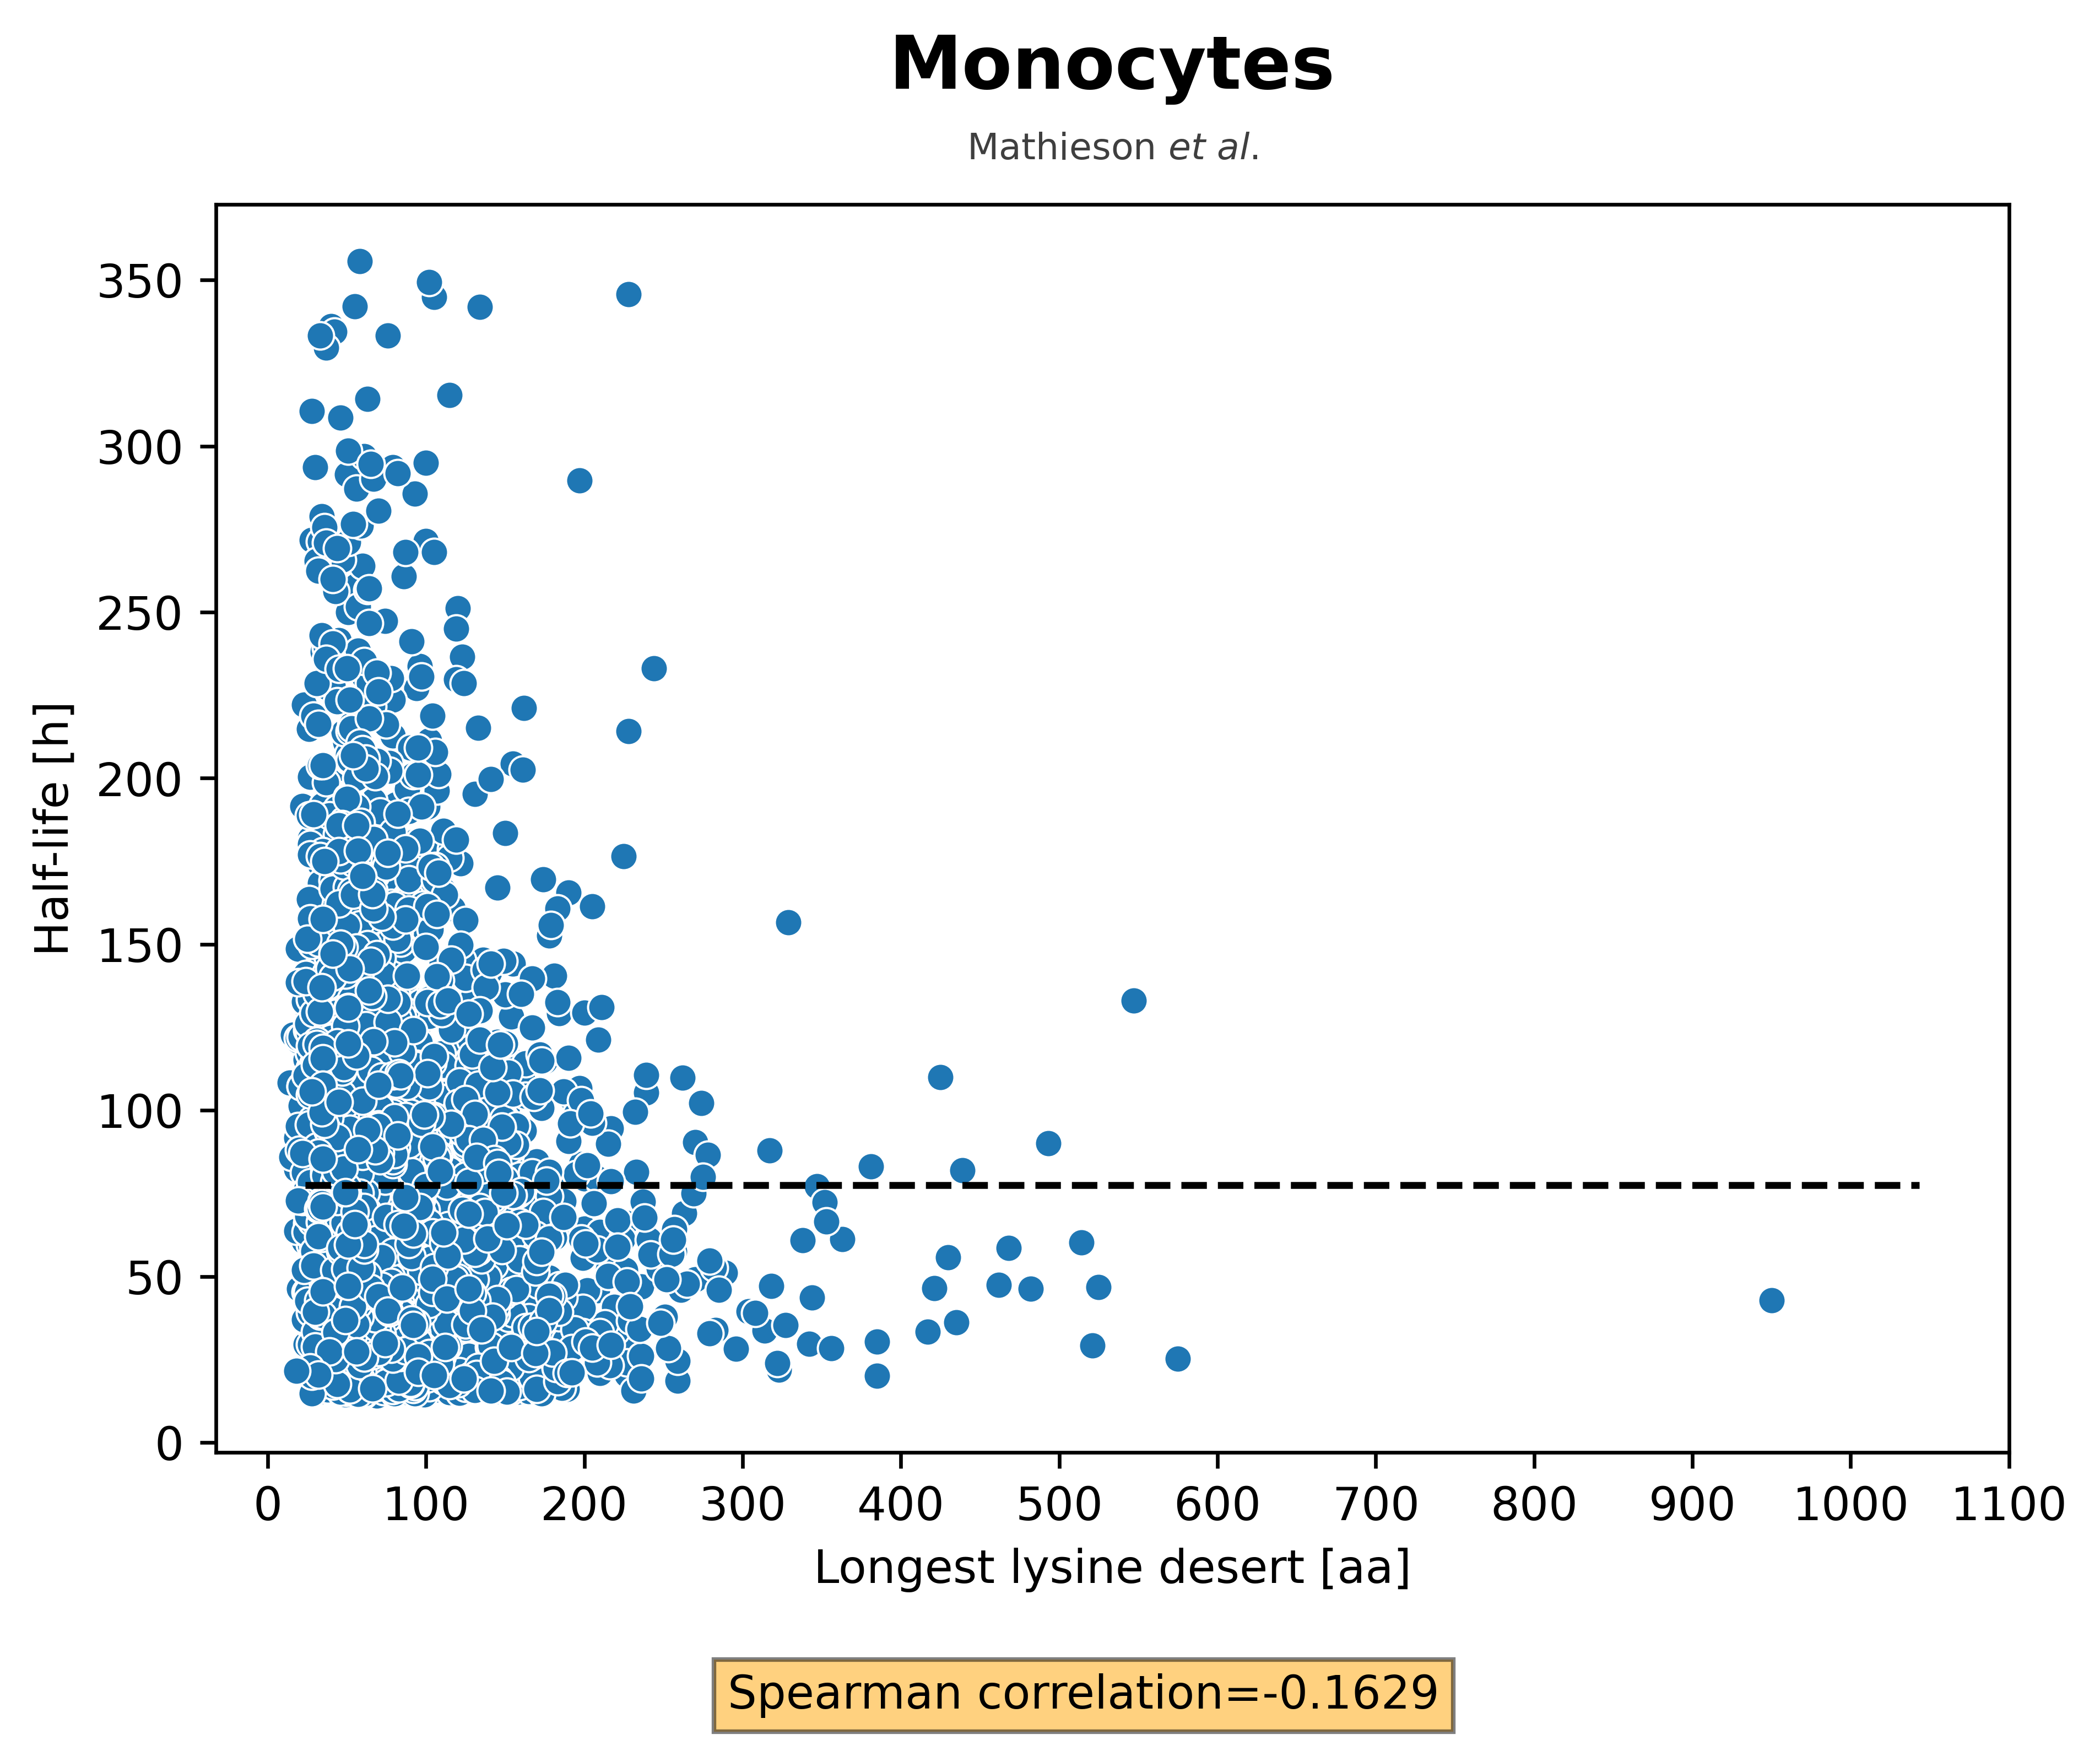 Monocytes
Mathieson et al.
350
300
250
200
150
100
50
0
Half-life [h]
0 100 200 300 400 500 600 700 800 900 1000 1100
Longest lysine desert [aa]
Spearman correlation=-0.1629